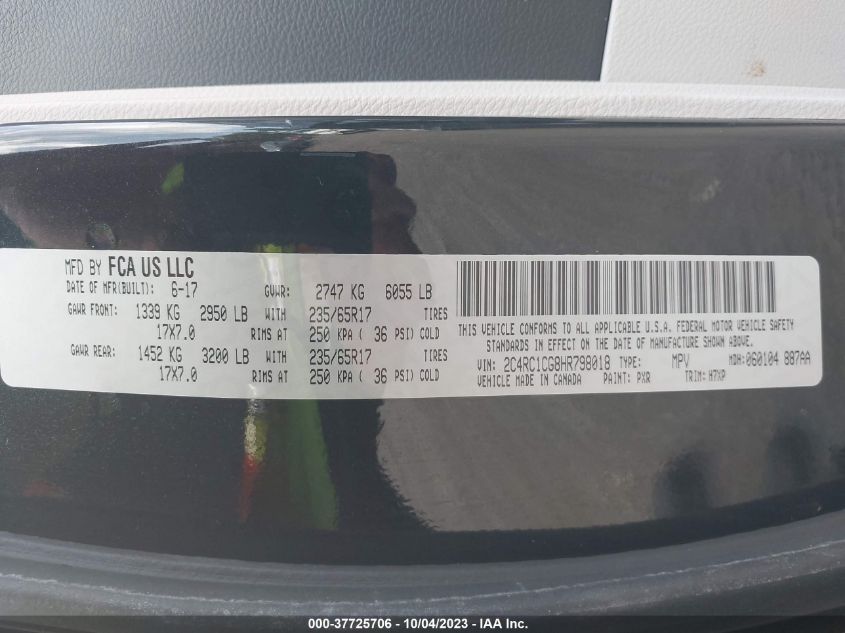 MFD BY FCA US LLC
DATE OF MFR(BUILT): 6-17 GVWR: 2747 KG 6055 LB
GAWR FRONT: 1339 KG 2950 LB WITH 235/65R17 TIRES
17X7.0 RIMS AT 250 KPA ( 36 PSI) COLD
GAWR REAR: 1452 KG 3200 LB WITH 235/65R17 TIRES
17X7.0 RIMS AT 250 KPA ( 36 PSI) COLD
THIS VEHICLE CONFORMS TO ALL APPLICABLE U.S.A. FEDERAL MOTOR VEHICLE SAFETY
STANDARDS IN EFFECT ON THE DATE OF MANUFACTURE SHOWN ABOVE.
VIN: 2C4RC1CG8HR798018 TYPE: MPV MDH: 060104 887AA
VEHICLE MADE IN CANADA PAINT: PXR TRIM: H7XP
000-37725706 - 10/04/2023 - IAA Inc.